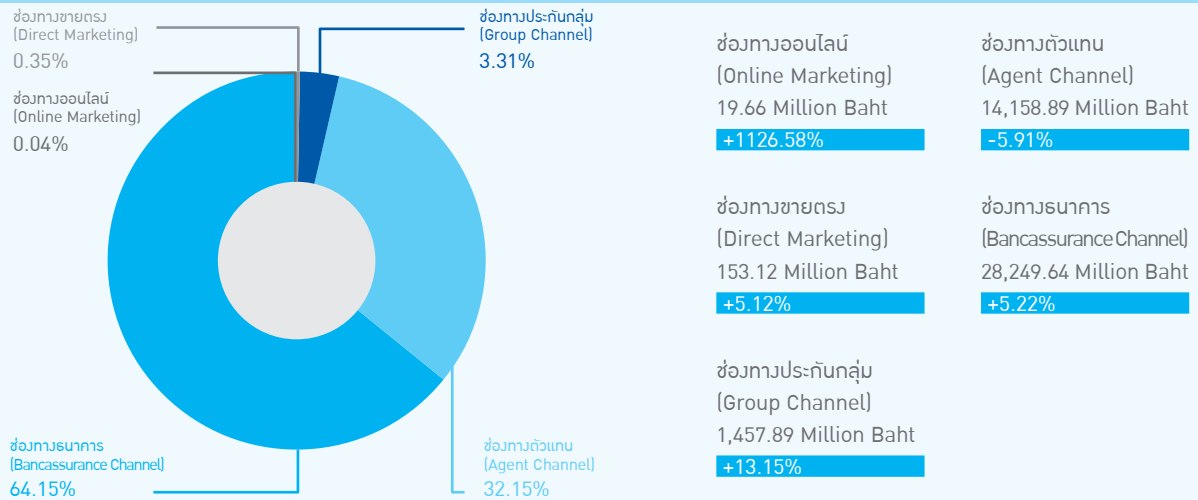 ช่องทางขายตรง
(Direct Marketing)
0.35%
ช่องทางออนไลน์
(Online Marketing)
0.04%
ช่องทางประกันกลุ่ม
(Group Channel)
3.31%
ช่องทางธนาคาร
(Bancassurance Channel)
64.15%
ช่องทางตัวแทน
(Agent Channel)
32.15%
ช่องทางออนไลน์
(Online Marketing)
19.66 Million Baht
+1126.58%
ช่องทางตัวแทน
(Agent Channel)
14,158.89 Million Baht
-5.91%
ช่องทางขายตรง
(Direct Marketing)
153.12 Million Baht
+5.12%
ช่องทางธนาคาร
(Bancassurance Channel)
28,249.64 Million Baht
+5.22%
ช่องทางประกันกลุ่ม
(Group Channel)
1,457.89 Million Baht
+13.15%